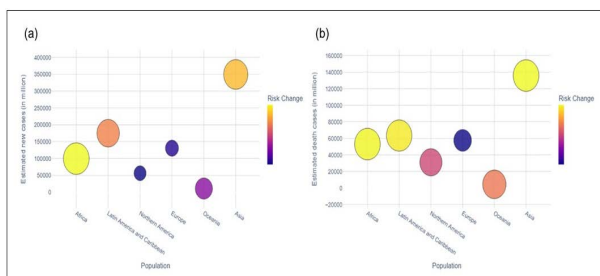 (a)
400000
350000
300000
250000
200000
150000
100000
50000
0
Estimated new cases (in million)
Africa
Latin America and Caribbean
Northern America
Europe
Oceania
Asia
Population
Risk Change
(b)
160000
140000
120000
100000
80000
60000
40000
20000
0
−20000
Estimated death cases (in million)
Africa
Latin America and Caribbean
Northern America
Europe
Oceania
Asia
Population
Risk Change